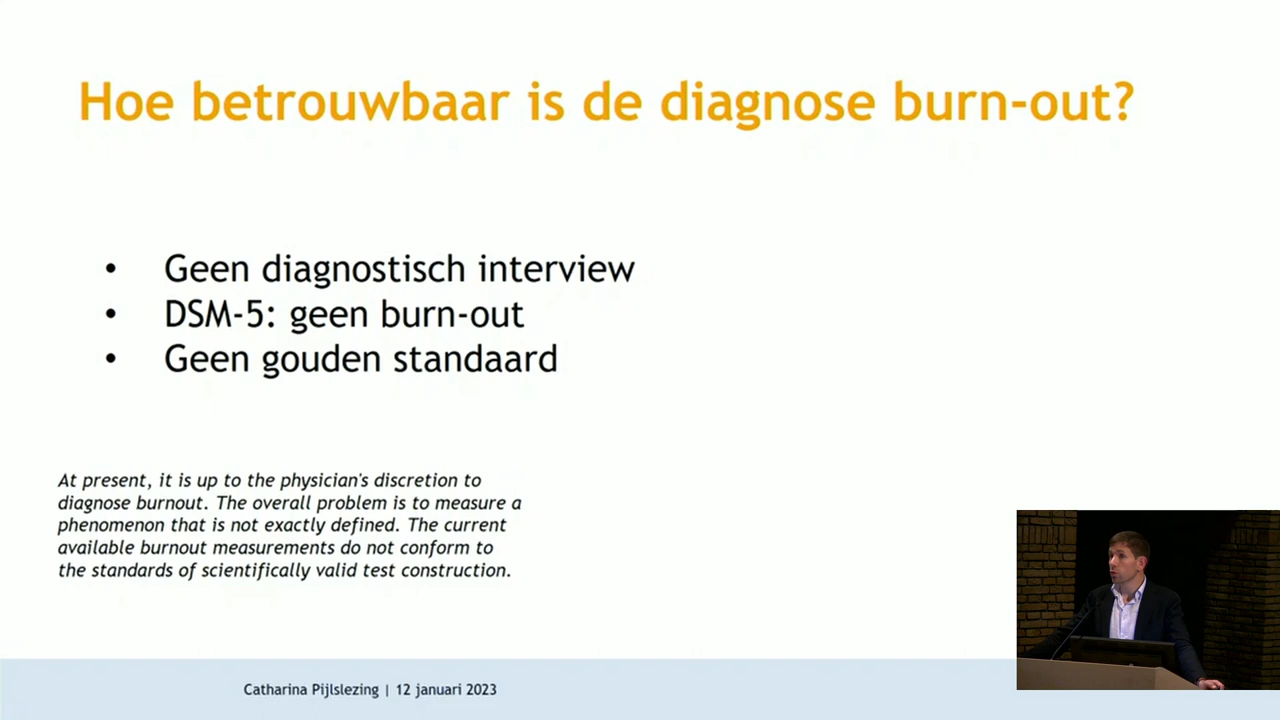 Hoe betrouwbaar is de diagnose burn-out?
• Geen diagnostisch interview
• DSM-5: geen burn-out
• Geen gouden standaard
At present, it is up to the physician's discretion to
diagnose burnout. The overall problem is to measure a
phenomenon that is not exactly defined. The current
available burnout measurements do not conform to
the standards of scientifically valid test construction.
Catharina Pijlslezing | 12 januari 2023